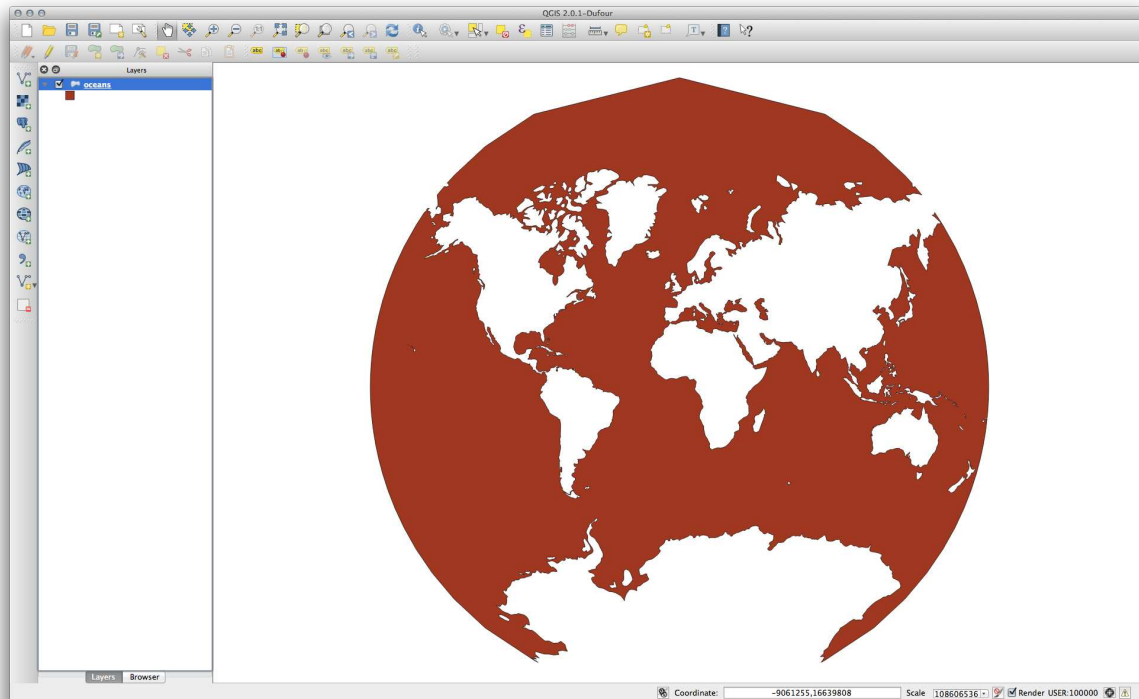 QGIS 2.0.1-Dufour
Layers
oceans
Layers Browser
Coordinate: -9061255,16639808 Scale 108606536 Render USER:100000